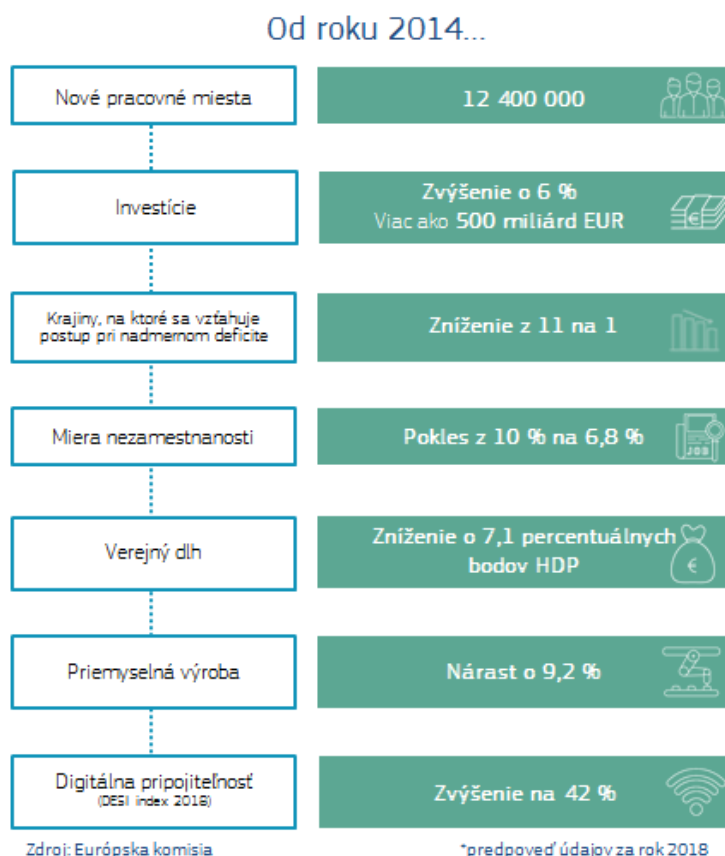 Od roku 2014...
Nové pracovné miesta
12 400 000
Investície
Zvýšenie o 6 %
Viac ako 500 miliárd EUR
Krajiny, na ktoré sa vzťahuje
postup pri nadmernom deficite
Zníženie z 11 na 1
Miera nezamestnanosti
Pokles z 10 % na 6,8 %
JOB
Verejný dlh
Zníženie o 7,1 percentuálnych
bodov HDP
Priemyselná výroba
Nárast o 9,2 %
Digitálna pripojiteľnosť
(DESI index 2018)
Zvýšenie na 42 %
Zdroj: Európska komisia
*predpoveď údajov za rok 2018